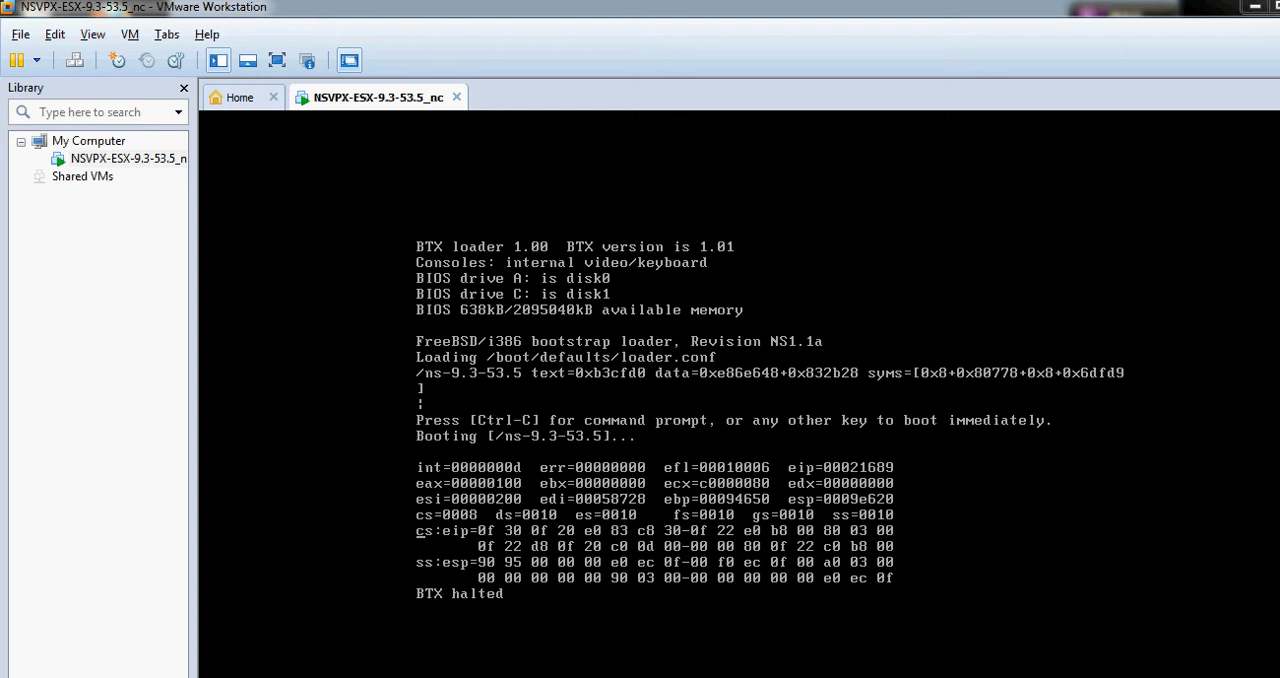 NSVPX-ESX-9.3-53.5_nc - VMware Workstation
File Edit View VM Tabs Help
Library
Type here to search
My Computer
NSVPX-ESX-9.3-53.5_n
Shared VMs
Home
NSVPX-ESX-9.3-53.5_nc
BTX loader 1.00 BTX version is 1.01
Consoles: internal video/keyboard
BIOS drive A: is disk0
BIOS drive C: is disk1
BIOS 638kB/2095040kB available memory
FreeBSD/i386 bootstrap loader, Revision NS1.1a
Loading /boot/defaults/loader.conf
/ns-9.3-53.5 text=0xb3cfd0 data=0xe86e648+0x832b28 syms=[0x8+0x80778+0x8+0x6dfd9
]
¦
Press [Ctrl-C] for command prompt, or any other key to boot immediately.
Booting [/ns-9.3-53.5]...
int=0000000d err=00000000 efl=00010006 eip=00021689
eax=00000100 ebx=00000000 ecx=c0000080 edx=00000000
esi=00000200 edi=00058728 ebp=00094650 esp=0009e620
cs=0008 ds=0010 es=0010 fs=0010 gs=0010 ss=0010
cs:eip=0f 30 0f 20 e0 83 c8 30-0f 22 e0 b8 00 80 03 00
0f 22 d8 0f 20 c0 0d 00-00 00 80 0f 22 c0 b8 00
ss:esp=90 95 00 00 00 e0 ec 0f-00 f0 ec 0f 00 a0 03 00
00 00 00 00 00 90 03 00-00 00 00 00 00 e0 ec 0f
BTX halted